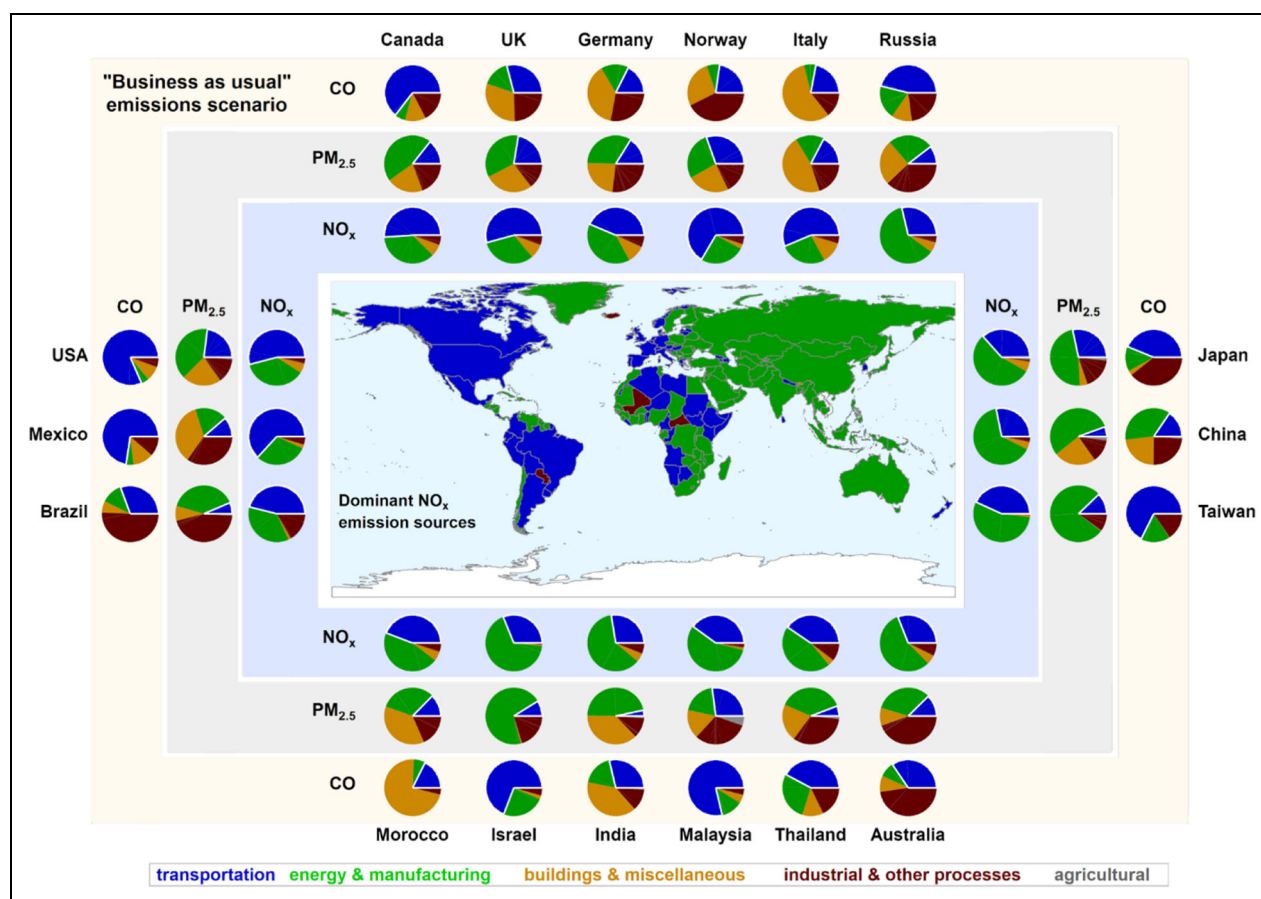 Canada UK Germany Norway Italy Russia
"Business as usual"
emissions scenario
CO
PM2.5
NOx
CO PM2.5 NOx
NOx PM2.5 CO
USA
Japan
Mexico
China
Brazil
Taiwan
Dominant NOx
emission sources
NOx
PM2.5
CO
Morocco Israel India Malaysia Thailand Australia
transportation energy & manufacturing buildings & miscellaneous industrial & other processes agricultural